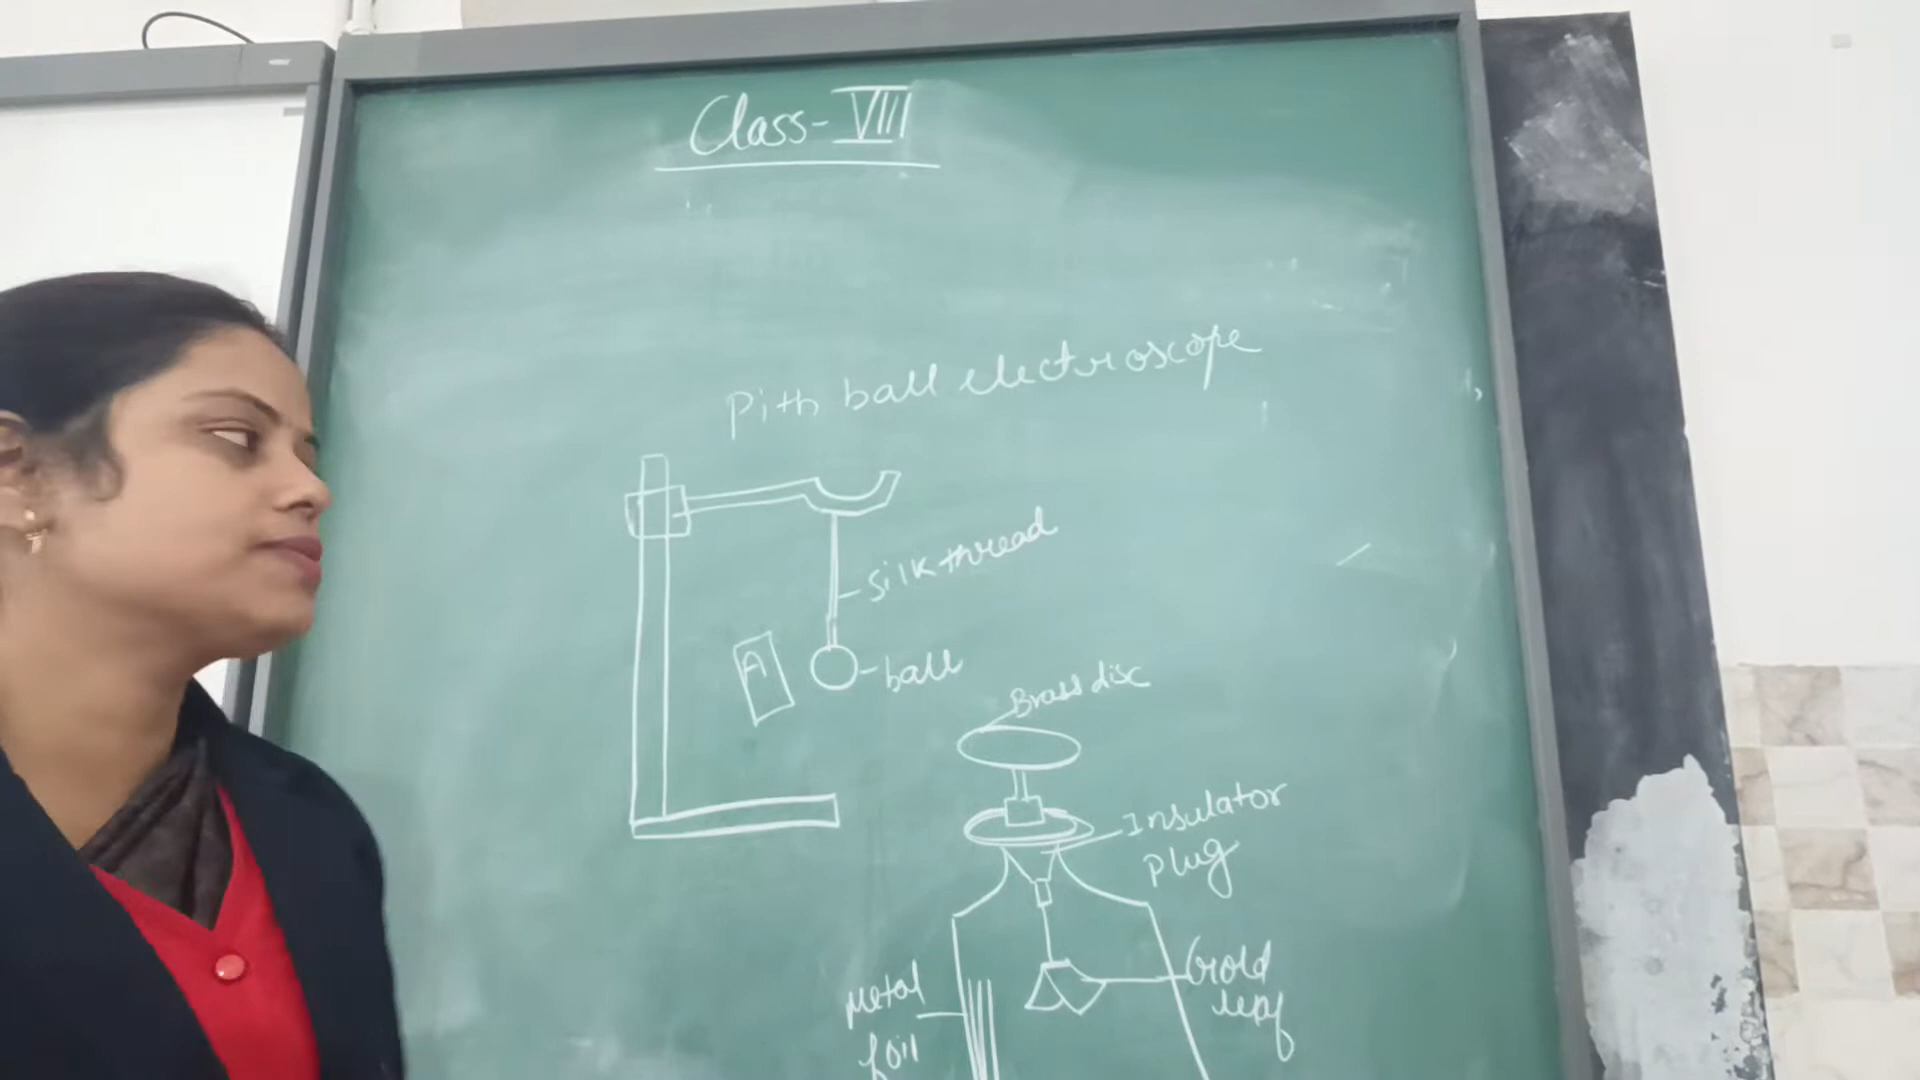 Class-VIII
Pith ball electroscope
silk thread
A
ball
Brass disc
Insulator
plug
Gold
leaf
Metal
foil